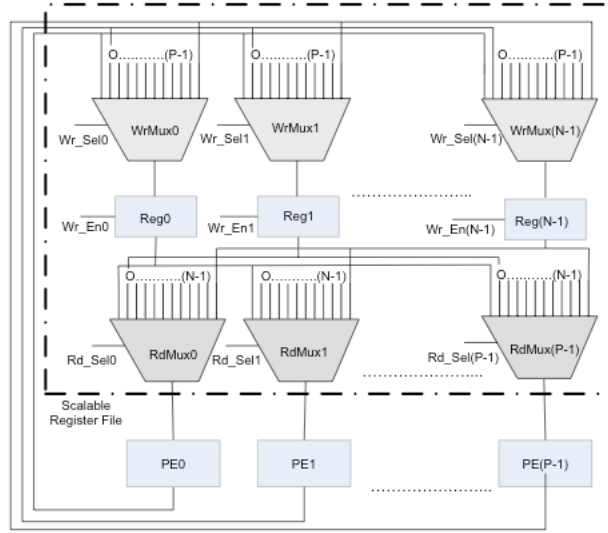 O...........(P-1) O...........(P-1) O...........(P-1)
WrMux0 WrMux1 WrMux(N-1)
Wr_Sel0 Wr_Sel1 Wr_Sel(N-1)
Reg0 Reg1 Reg(N-1)
Wr_En0 Wr_En1 Wr_En(N-1)
O...........(N-1) O...........(N-1) O...........(N-1)
RdMux0 RdMux1 RdMux(P-1)
Rd_Sel0 Rd_Sel1 Rd_Sel(P-1)
Scalable
Register File
PE0 PE1 PE(P-1)